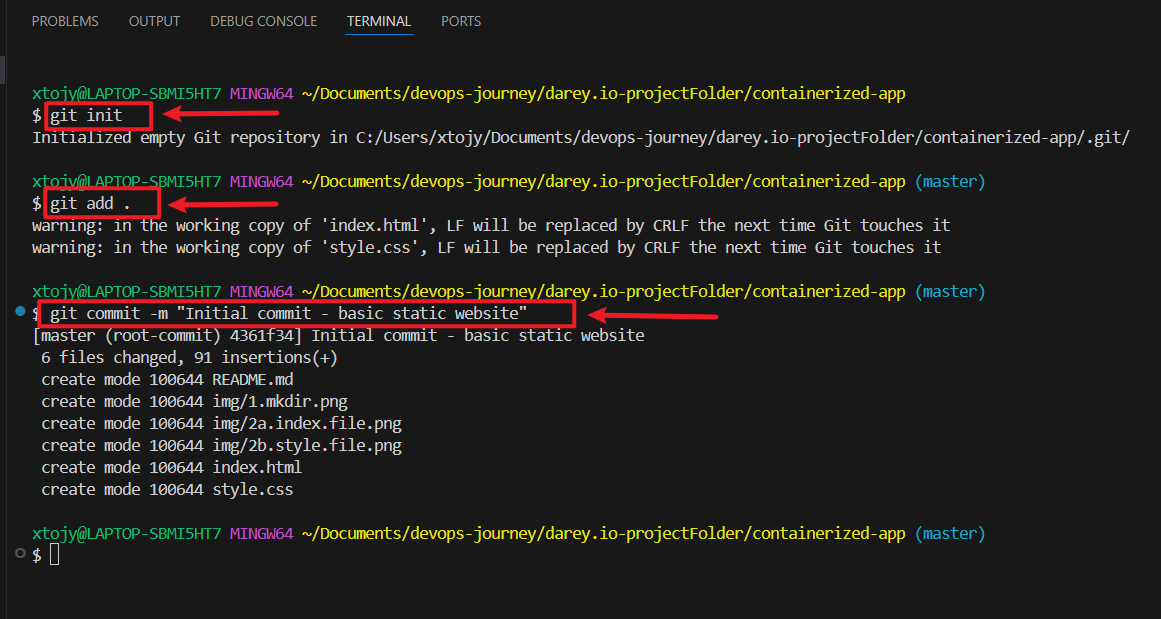 PROBLEMS OUTPUT DEBUG CONSOLE TERMINAL PORTS
xtojy@LAPTOP-SBMI5HT7 MINGW64 ~/Documents/devops-journey/darey.io-projectFolder/containerized-app
$ git init
Initialized empty Git repository in C:/Users/xtojy/Documents/devops-journey/darey.io-projectFolder/containerized-app/.git/
xtojy@LAPTOP-SBMI5HT7 MINGW64 ~/Documents/devops-journey/darey.io-projectFolder/containerized-app (master)
$ git add .
warning: in the working copy of 'index.html', LF will be replaced by CRLF the next time Git touches it
warning: in the working copy of 'style.css', LF will be replaced by CRLF the next time Git touches it
xtojy@LAPTOP-SBMI5HT7 MINGW64 ~/Documents/devops-journey/darey.io-projectFolder/containerized-app (master)
$ git commit -m "Initial commit - basic static website"
[master (root-commit) 4361f34] Initial commit - basic static website
 6 files changed, 91 insertions(+)
 create mode 100644 README.md
 create mode 100644 img/1.mkdir.png
 create mode 100644 img/2a.index.file.png
 create mode 100644 img/2b.style.file.png
 create mode 100644 index.html
 create mode 100644 style.css
xtojy@LAPTOP-SBMI5HT7 MINGW64 ~/Documents/devops-journey/darey.io-projectFolder/containerized-app (master)
$